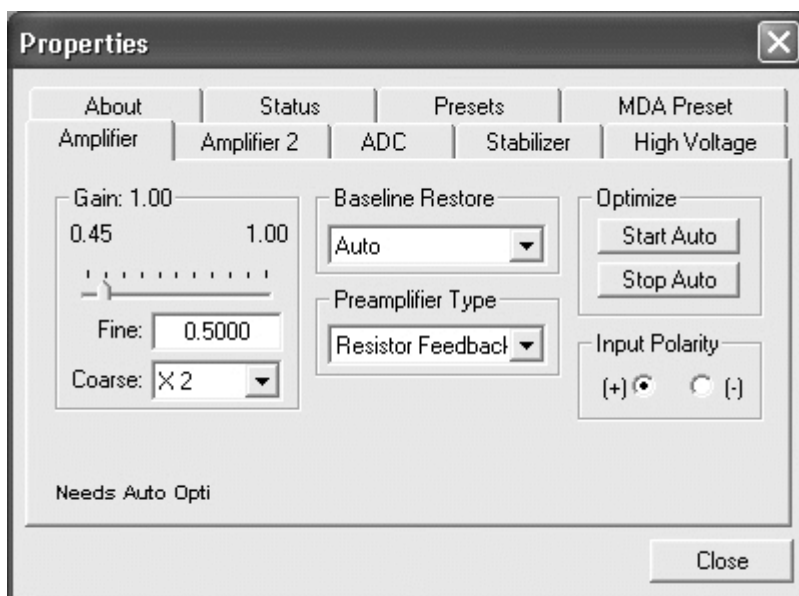 Properties
About Status Presets MDA Preset
Amplifier Amplifier 2 ADC Stabilizer High Voltage
Gain: 1.00
0.45 1.00
Fine: 0.5000
Coarse: X 2
Baseline Restore
Auto
Preamplifier Type
Resistor Feedback
Optimize
Start Auto
Stop Auto
Input Polarity
(+) (-)
Needs Auto Opti
Close